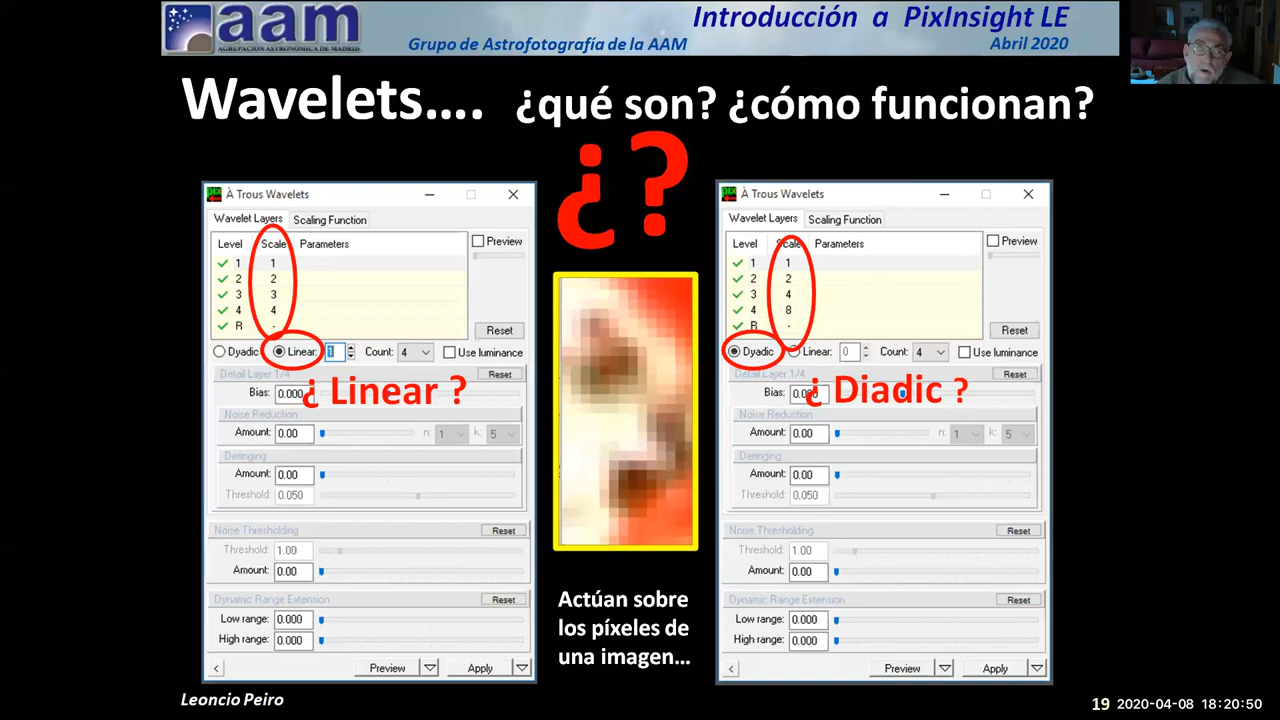 aam
AGRUPACIÓN ASTRONÓMICA DE MADRID
Introducción a PixInsight LE
Grupo de Astrofotografía de la AAM
Abril 2020
Wavelets.... ¿qué son? ¿cómo funcionan?
¿?
À Trous Wavelets
Wavelet Layers Scaling Function
Level Scale Parameters
Preview
1 1
2 2
3 3
4 4
R -
Reset
Dyadic Linear: 1 Count: 4 Use luminance
Detail Layer 1/4 Reset
¿ Linear ?
Bias: 0.000
Noise Reduction
Amount: 0.00 n: 1 k: 5
Deringing
Amount: 0.00
Threshold: 0.050
Noise Thresholding Reset
Threshold: 1.00
Amount: 0.00
Dynamic Range Extension Reset
Low range: 0.000
High range: 0.000
Preview Apply
Actúan sobre
los píxeles de
una imagen...
À Trous Wavelets
Wavelet Layers Scaling Function
Level Scale Parameters
Preview
1 1
2 2
3 4
4 8
R -
Reset
Dyadic Linear: 0 Count: 4 Use luminance
Detail Layer 1/4 Reset
¿ Diadic ?
Bias: 0.000
Noise Reduction
Amount: 0.00 n: 1 k: 5
Deringing
Amount: 0.00
Threshold: 0.050
Noise Thresholding Reset
Threshold: 1.00
Amount: 0.00
Dynamic Range Extension Reset
Low range: 0.000
High range: 0.000
Preview Apply
Leoncio Peiro
19 2020-04-08 18:20:50